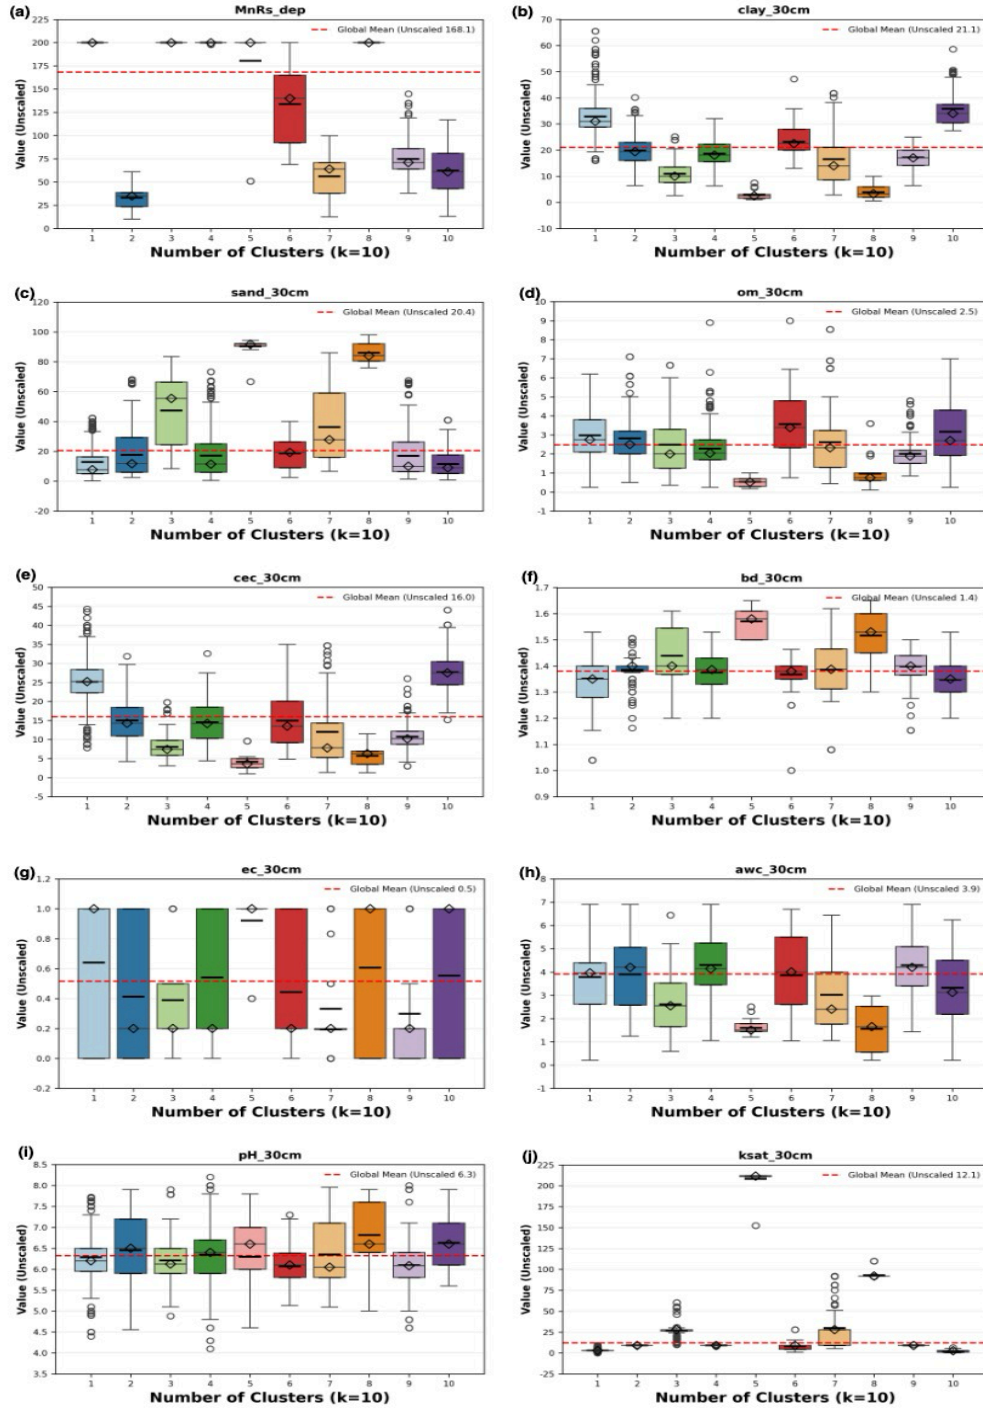 (a) MnRs_dep
Global Mean (Unscaled 168.1)
Value (Unscaled)
225
200
175
150
125
100
75
50
25
0
1 2 3 4 5 6 7 8 9 10
Number of Clusters (k=10)
(b) clay_30cm
Global Mean (Unscaled 21.1)
Value (Unscaled)
70
60
50
40
30
20
10
0
-10
1 2 3 4 5 6 7 8 9 10
Number of Clusters (k=10)
(c) sand_30cm
Global Mean (Unscaled 20.4)
Value (Unscaled)
120
100
80
60
40
20
0
-20
1 2 3 4 5 6 7 8 9 10
Number of Clusters (k=10)
(d) om_30cm
Global Mean (Unscaled 2.5)
Value (Unscaled)
10
9
8
7
6
5
4
3
2
1
0
-1
1 2 3 4 5 6 7 8 9 10
Number of Clusters (k=10)
(e) cec_30cm
Global Mean (Unscaled 16.0)
Value (Unscaled)
50
45
40
35
30
25
20
15
10
5
0
-5
1 2 3 4 5 6 7 8 9 10
Number of Clusters (k=10)
(f) bd_30cm
Global Mean (Unscaled 1.4)
Value (Unscaled)
1.7
1.6
1.5
1.4
1.3
1.2
1.1
1.0
0.9
1 2 3 4 5 6 7 8 9 10
Number of Clusters (k=10)
(g) ec_30cm
Global Mean (Unscaled 0.5)
Value (Unscaled)
1.2
1.0
0.8
0.6
0.4
0.2
0.0
-0.2
1 2 3 4 5 6 7 8 9 10
Number of Clusters (k=10)
(h) awc_30cm
Global Mean (Unscaled 3.9)
Value (Unscaled)
8
7
6
5
4
3
2
1
0
-1
1 2 3 4 5 6 7 8 9 10
Number of Clusters (k=10)
(i) pH_30cm
Global Mean (Unscaled 6.3)
Value (Unscaled)
8.5
8.0
7.5
7.0
6.5
6.0
5.5
5.0
4.5
4.0
3.5
1 2 3 4 5 6 7 8 9 10
Number of Clusters (k=10)
(j) ksat_30cm
Global Mean (Unscaled 12.1)
Value (Unscaled)
225
200
175
150
125
100
75
50
25
0
-25
1 2 3 4 5 6 7 8 9 10
Number of Clusters (k=10)